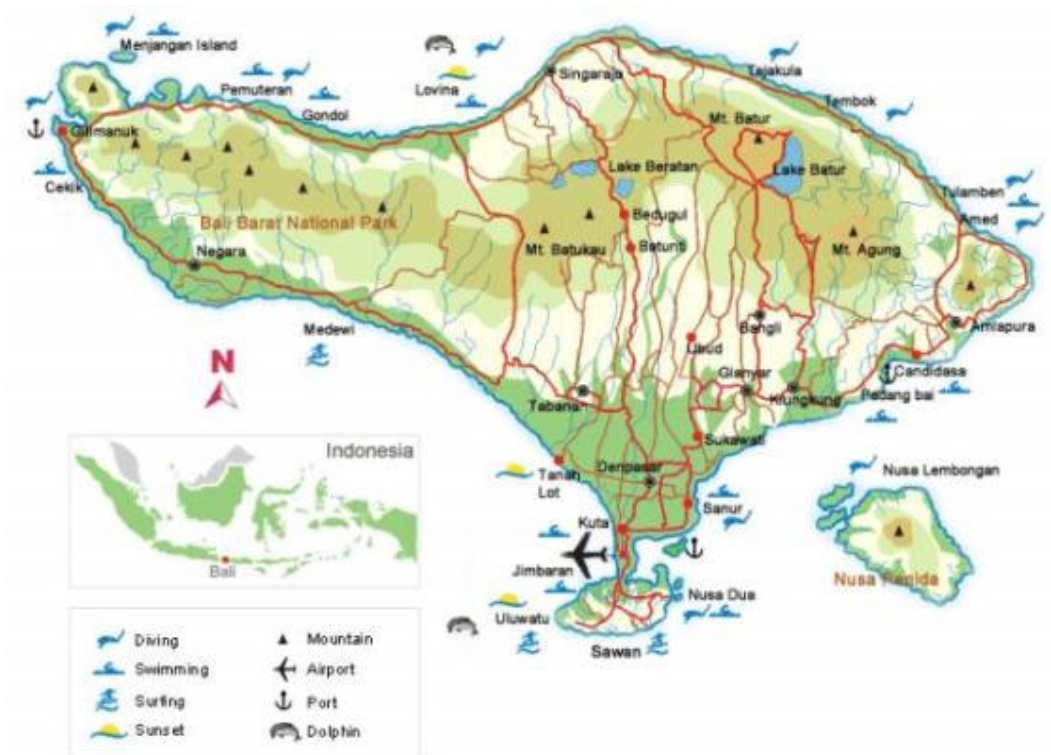 Menjangan Island
Pemuteran
Gondol
Lovina
Singaraja
Tejakula
Tembok
Mt. Batur
Lake Batur
Lake Beratan
Gilimanuk
Cekik
Bali Barat National Park
Bedugul
Baturiti
Mt. Batukau
Mt. Agung
Tulamben
Amed
Negara
Medewi
Bangli
Ubud
Amlapura
Candidasa
Gianyar
Klungkung
Padang bai
Tabanan
Sukawati
N
Indonesia
Bali
Tanah
Lot
Denpasar
Sanur
Nusa Lembongan
Kuta
Jimbaran
Nusa Penida
Nusa Dua
Uluwatu
Sawan
Diving
Mountain
Swimming
Airport
Surfing
Port
Sunset
Dolphin